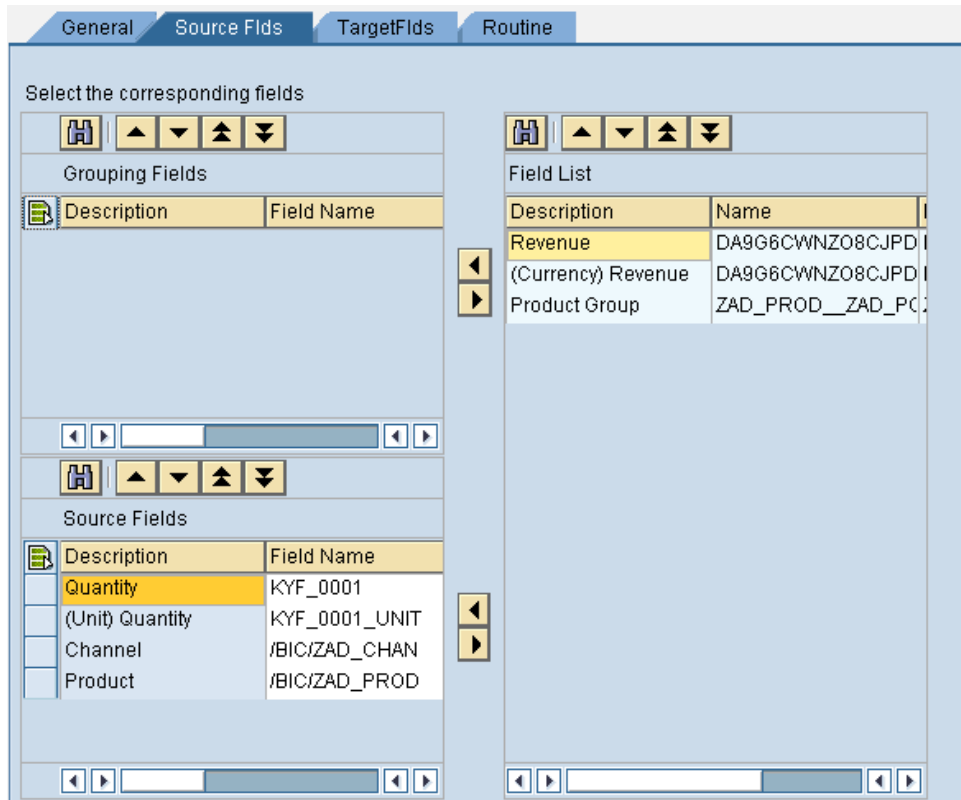 General Source Flds TargetFlds Routine
Select the corresponding fields
Grouping Fields
Description Field Name
Source Fields
Description Field Name
Quantity KYF_0001
(Unit) Quantity KYF_0001_UNIT
Channel /BIC/ZAD_CHAN
Product /BIC/ZAD_PROD
Field List
Description Name
Revenue DA9G6CWNZO8CJPD
(Currency) Revenue DA9G6CWNZO8CJPD
Product Group ZAD_PROD__ZAD_P